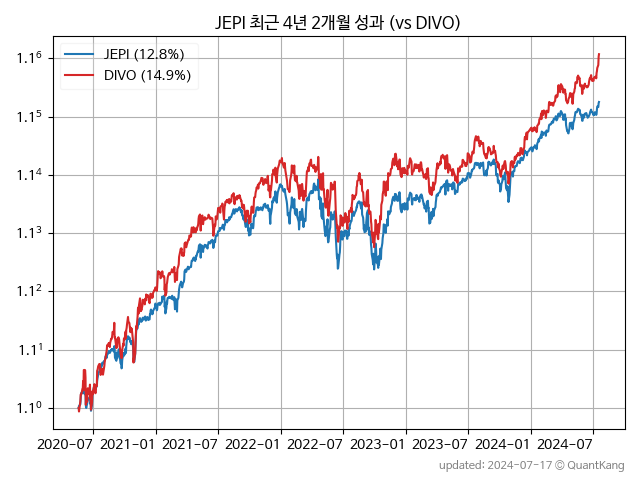 JEPI 최근 4년 2개월 성과 (vs DIVO)
JEPI (12.8%)
DIVO (14.9%)
1.1⁶
1.1⁵
1.1⁴
1.1³
1.1²
1.1¹
1.1⁰
2020-07 2021-01 2021-07 2022-01 2022-07 2023-01 2023-07 2024-01 2024-07
updated: 2024-07-17 © QuantKang